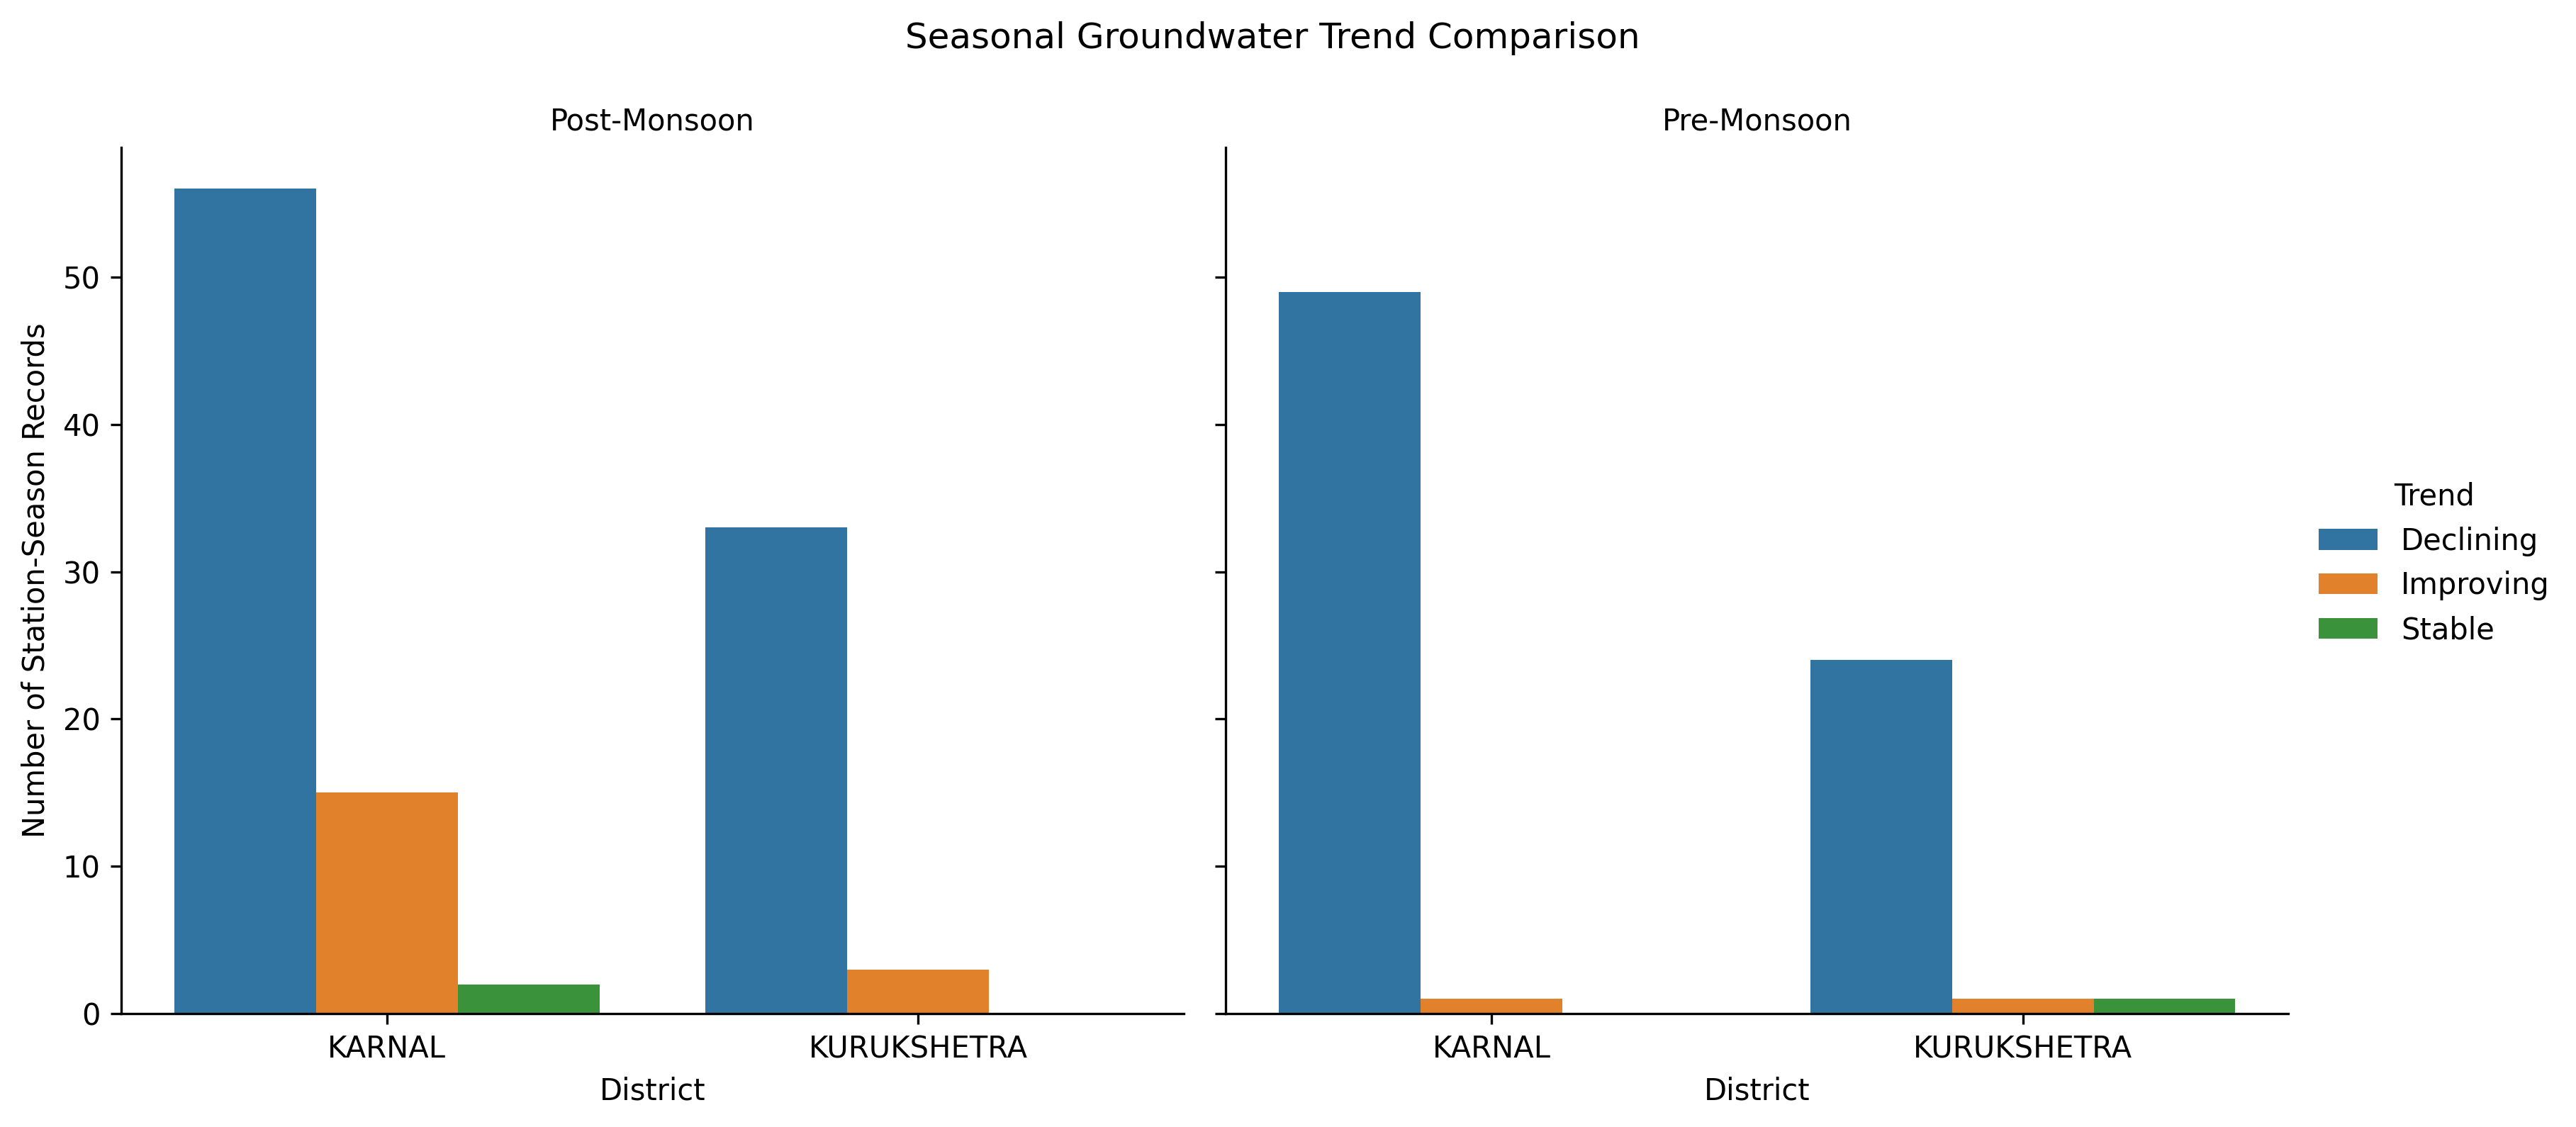 Seasonal Groundwater Trend Comparison
Post-Monsoon
Number of Station-Season Records
50
40
30
20
10
0
KARNAL
KURUKSHETRA
District
Pre-Monsoon
KARNAL
KURUKSHETRA
District
Trend
Declining
Improving
Stable